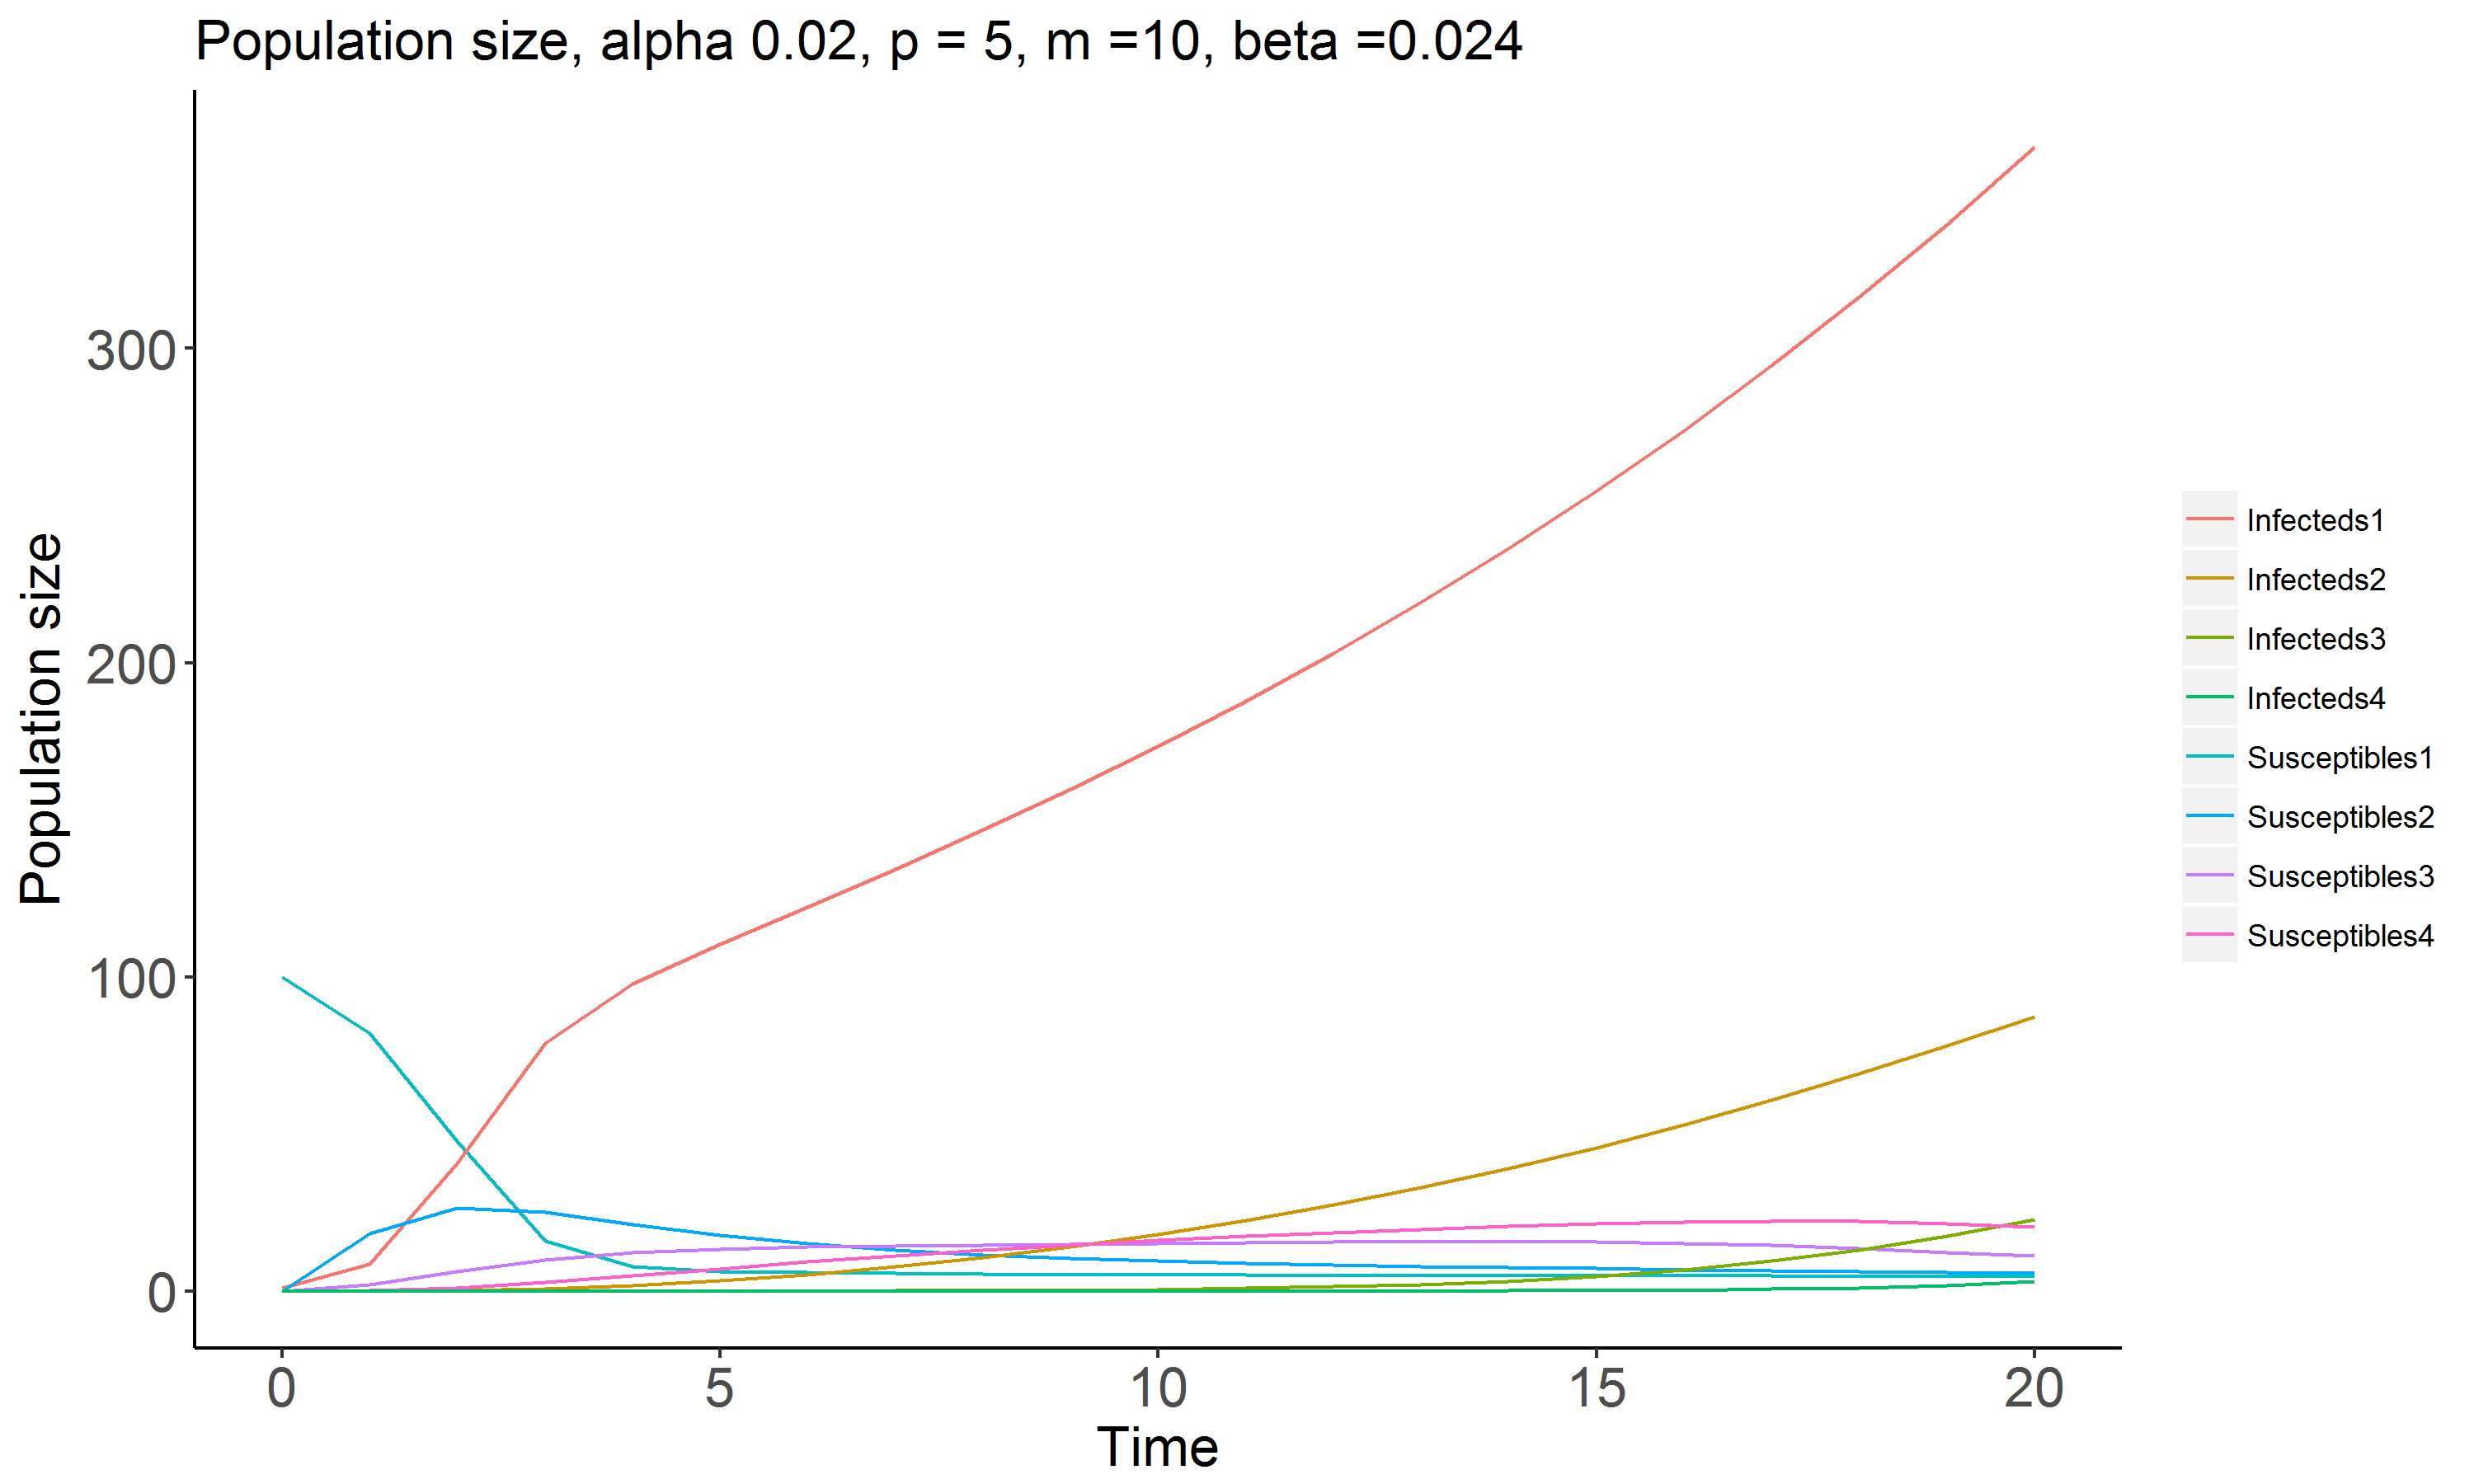 Population size, alpha 0.02, p = 5, m =10, beta =0.024
Population size
300
200
100
0
0 5 10 15 20
Time
Infecteds1
Infecteds2
Infecteds3
Infecteds4
Susceptibles1
Susceptibles2
Susceptibles3
Susceptibles4